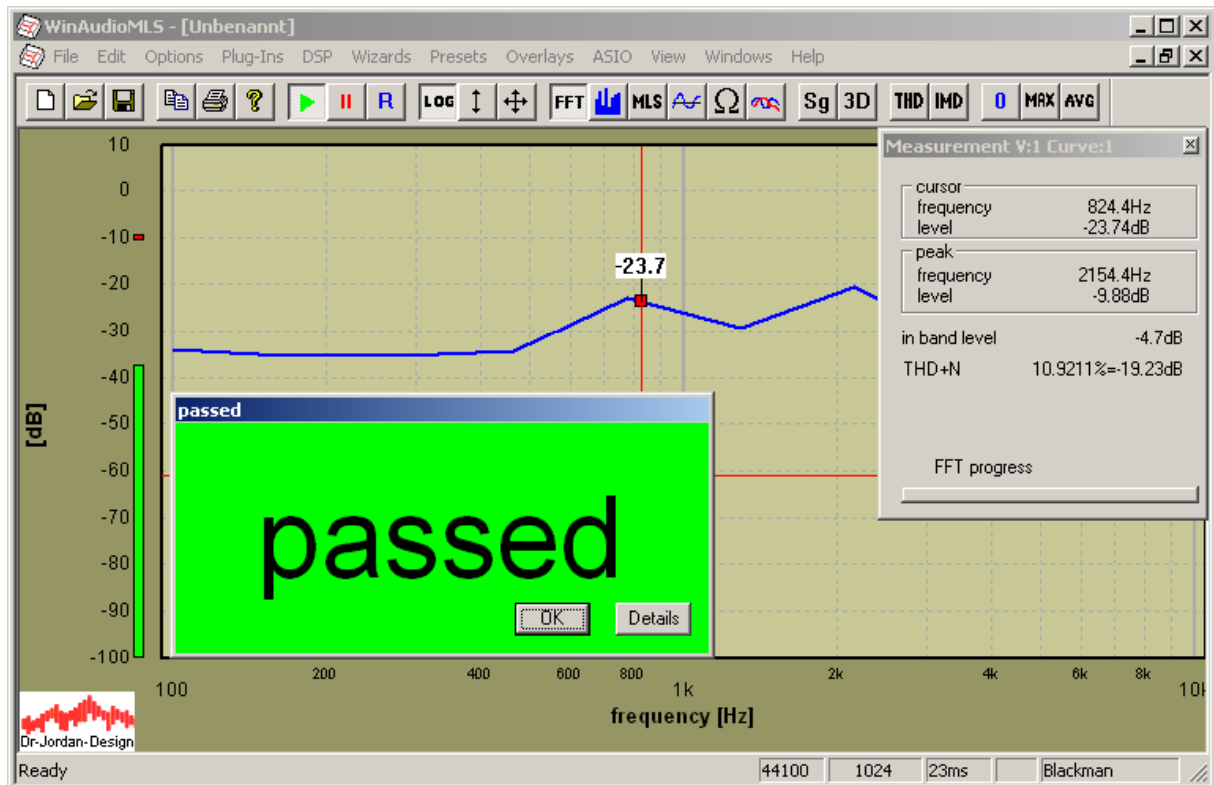 WinAudioMLS - [Unbenannt]
File Edit Options Plug-Ins DSP Wizards Presets Overlays ASIO View Windows Help
R LOG FFT MLS Ω Sg 3D THD IMD 0 MAX AVG
Measurement V:1 Curve:1
cursor
frequency 824.4Hz
level -23.74dB
peak
frequency 2154.4Hz
level -9.88dB
in band level -4.7dB
THD+N 10.9211%=-19.23dB
FFT progress
10
0
-10
-20
-30
-40
-50
-60
-70
-80
-90
-100
[dB]
-23.7
passed
passed
OK Details
200 400 600 800 2k 4k 6k 8k
100 1k 10k
frequency [Hz]
Dr-Jordan-Design
Ready 44100 1024 23ms Blackman